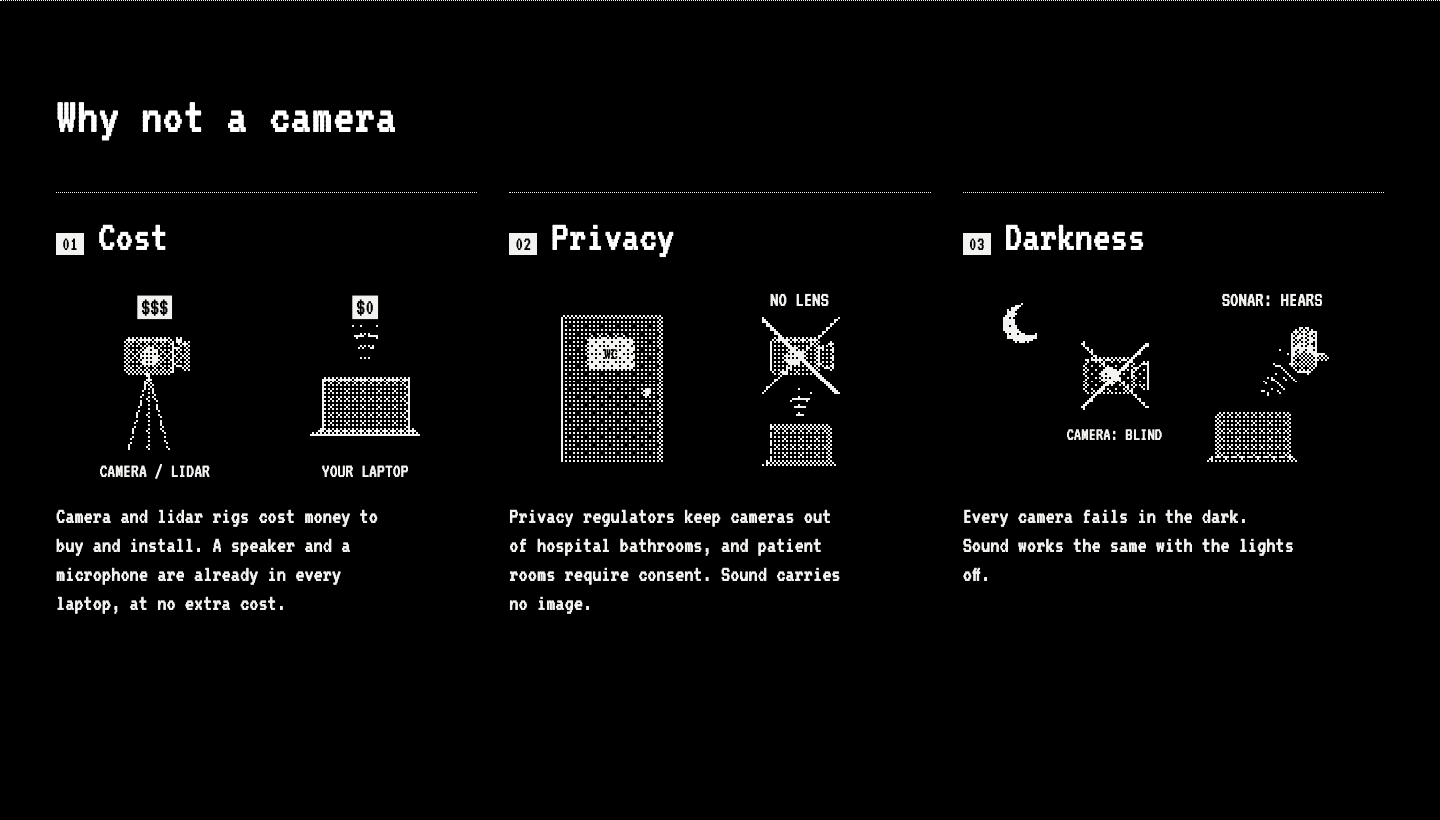 Why not a camera
01 Cost
$$$
$0
CAMERA / LIDAR
YOUR LAPTOP
Camera and lidar rigs cost money to
buy and install. A speaker and a
microphone are already in every
laptop, at no extra cost.
02 Privacy
WC
NO LENS
Privacy regulators keep cameras out
of hospital bathrooms, and patient
rooms require consent. Sound carries
no image.
03 Darkness
SONAR: HEARS
CAMERA: BLIND
Every camera fails in the dark.
Sound works the same with the lights
off.